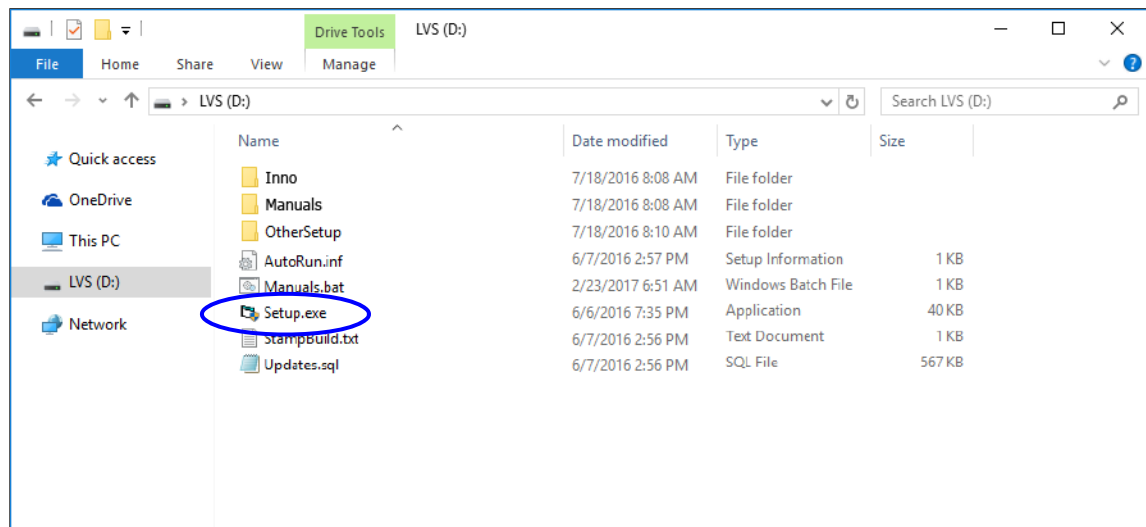 Drive Tools LVS (D:)
File Home Share View Manage
LVS (D:) Search LVS (D:)
Name Date modified Type Size
Quick access
OneDrive
This PC
LVS (D:)
Network
Inno 7/18/2016 8:08 AM File folder
Manuals 7/18/2016 8:08 AM File folder
OtherSetup 7/18/2016 8:10 AM File folder
AutoRun.inf 6/7/2016 2:57 PM Setup Information 1 KB
Manuals.bat 2/23/2017 6:51 AM Windows Batch File 1 KB
Setup.exe 6/6/2016 7:35 PM Application 40 KB
StampBuild.txt 6/7/2016 2:56 PM Text Document 1 KB
Updates.sql 6/7/2016 2:56 PM SQL File 567 KB